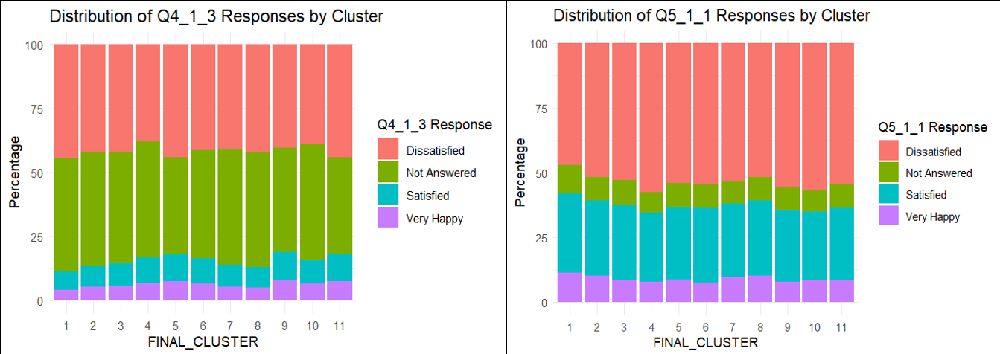 Distribution of Q4_1_3 Responses by Cluster
100
75
50
25
0
Percentage
1 2 3 4 5 6 7 8 9 10 11
FINAL_CLUSTER
Q4_1_3 Response
Dissatisfied
Not Answered
Satisfied
Very Happy
Distribution of Q5_1_1 Responses by Cluster
100
75
50
25
0
Percentage
1 2 3 4 5 6 7 8 9 10 11
FINAL_CLUSTER
Q5_1_1 Response
Dissatisfied
Not Answered
Satisfied
Very Happy